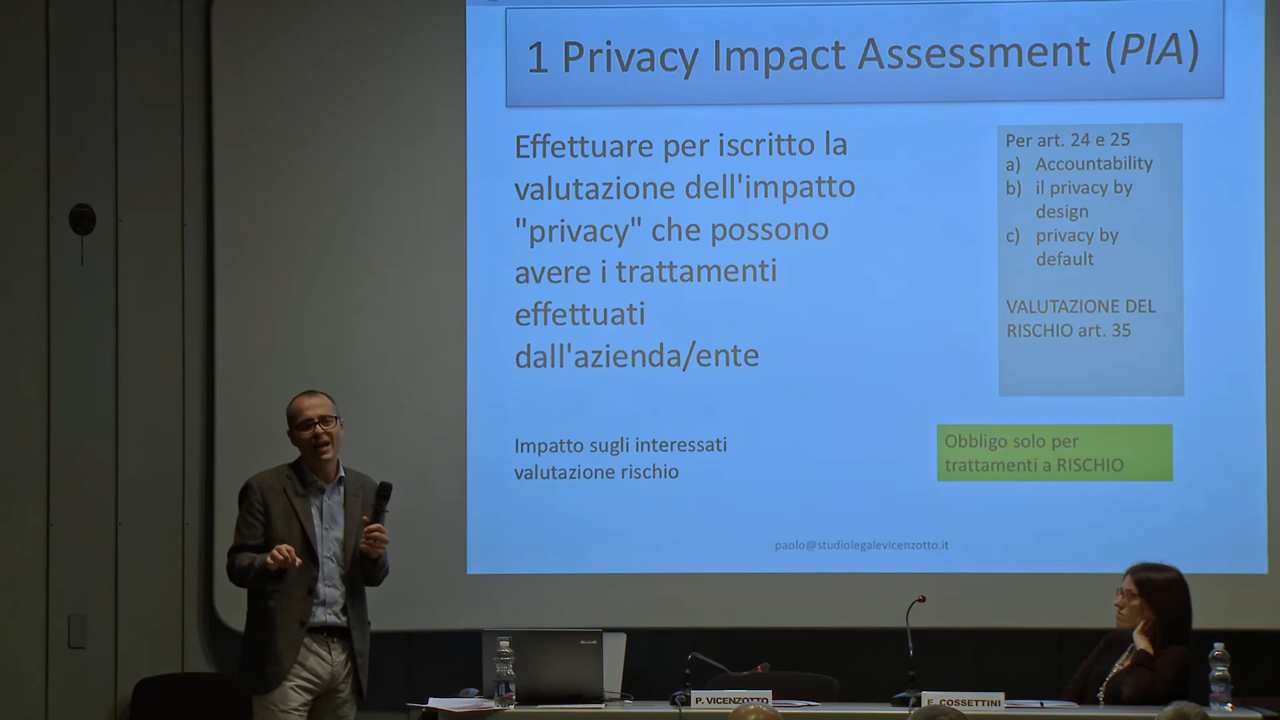 1 Privacy Impact Assessment (PIA)
Effettuare per iscritto la
valutazione dell'impatto
"privacy" che possono
avere i trattamenti
effettuati
dall'azienda/ente
Per art. 24 e 25
a) Accountability
b) il privacy by
design
c) privacy by
default
VALUTAZIONE DEL
RISCHIO art. 35
Impatto sugli interessati
valutazione rischio
Obbligo solo per
trattamenti a RISCHIO
paolo@studiolegalevicenzotto.it
P. VICENZOTTO
E. COSSETTINI